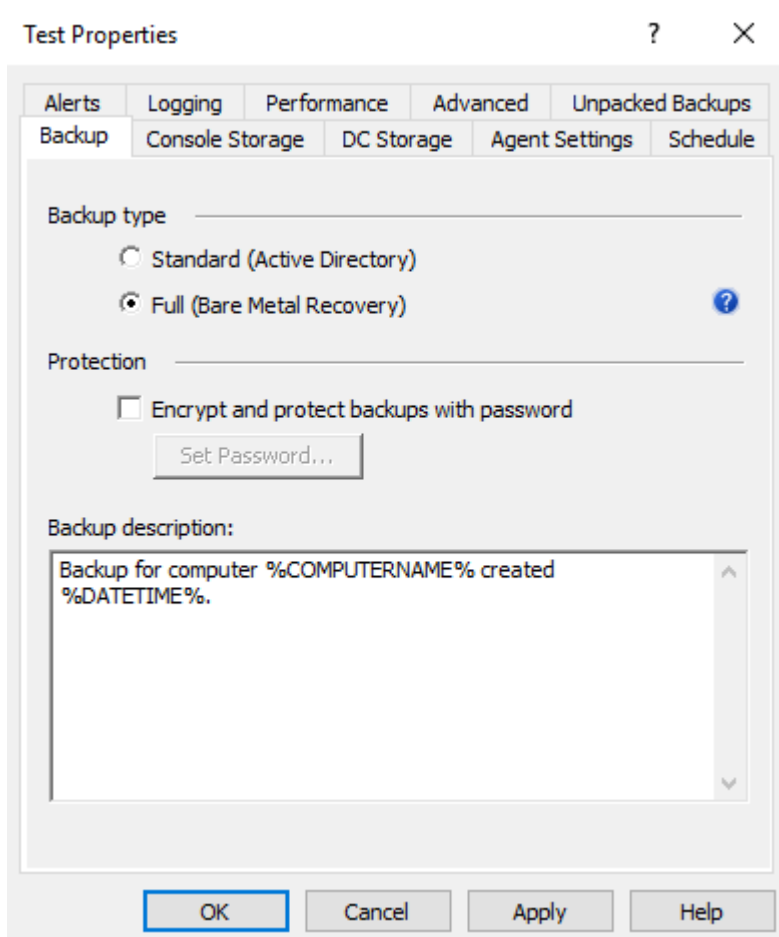 Test Properties
?
Alerts Logging Performance Advanced Unpacked Backups
Backup Console Storage DC Storage Agent Settings Schedule
Backup type
Standard (Active Directory)
Full (Bare Metal Recovery)
?
Protection
Encrypt and protect backups with password
Set Password...
Backup description:
Backup for computer %COMPUTERNAME% created
%DATETIME%.
OK Cancel Apply Help